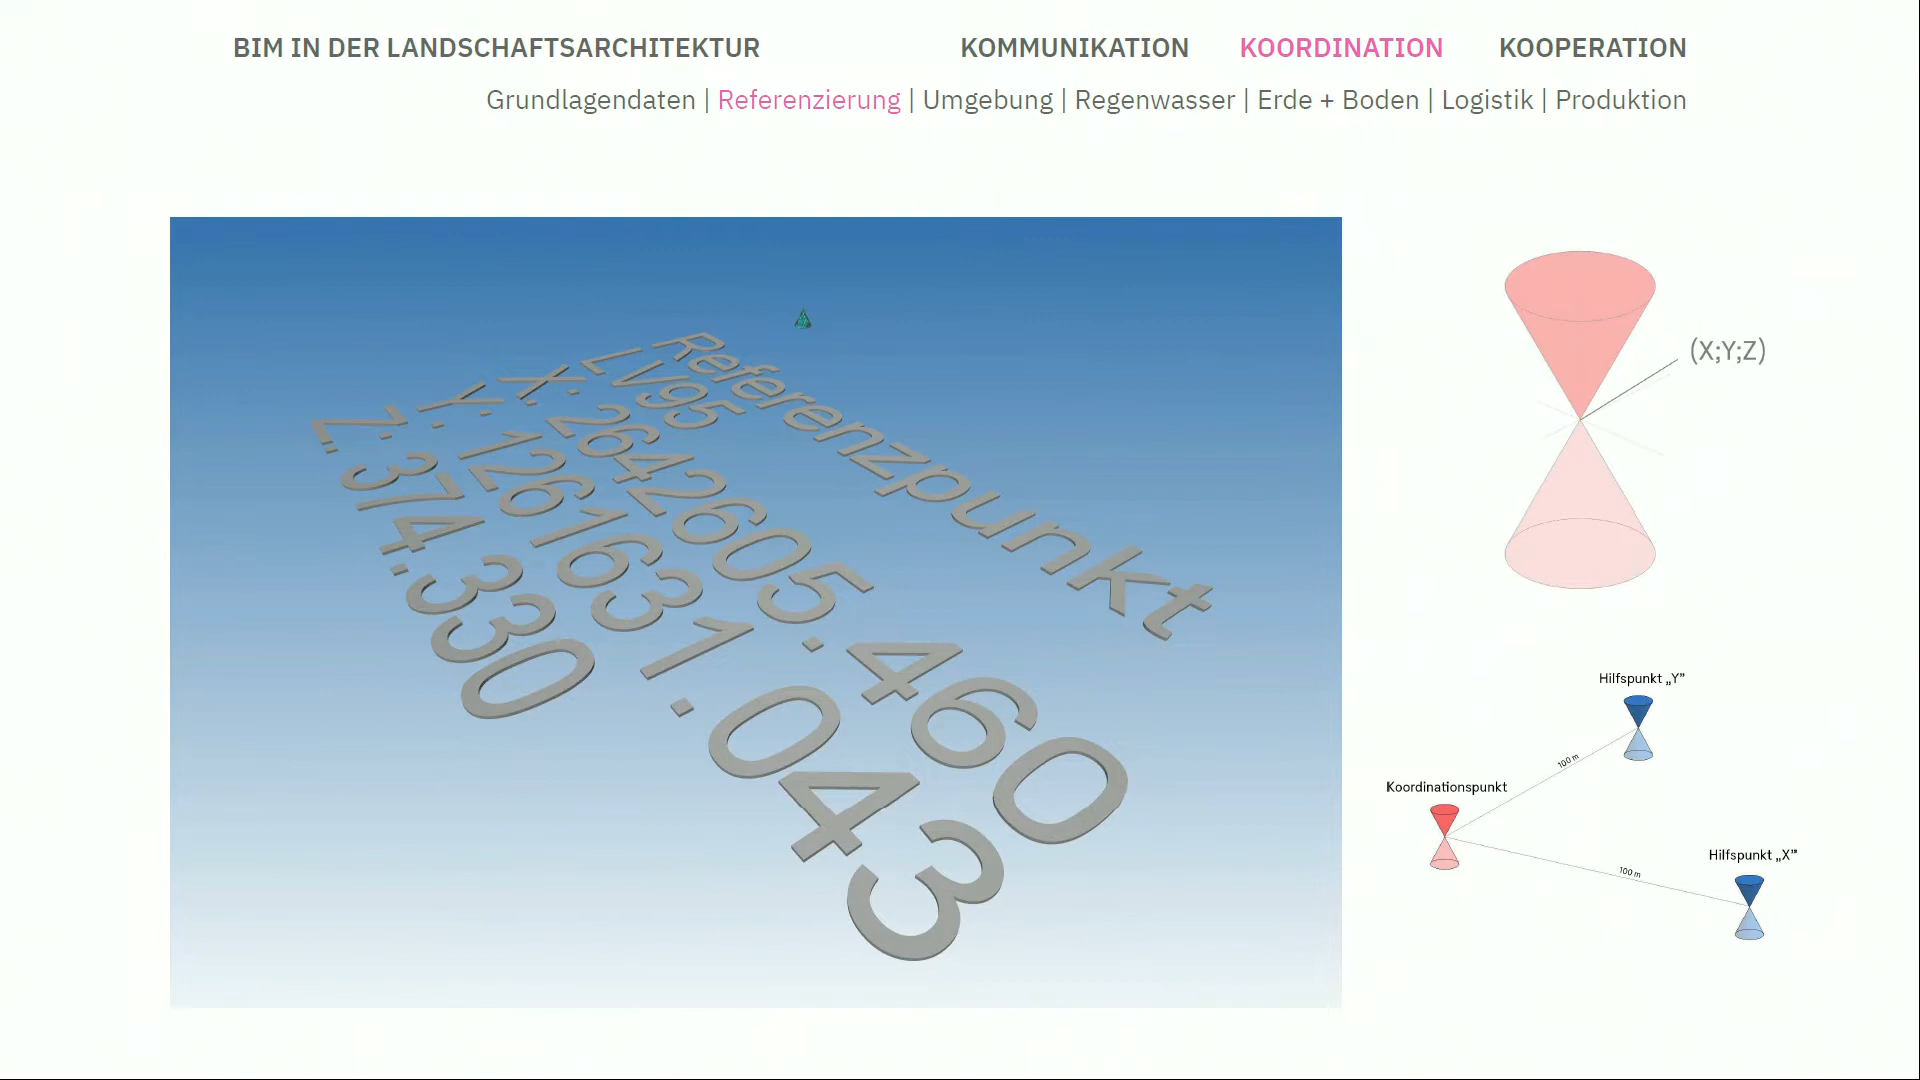 BIM IN DER LANDSCHAFTSARCHITEKTUR
KOMMUNIKATION KOORDINATION KOOPERATION
Grundlagendaten | Referenzierung | Umgebung | Regenwasser | Erde + Boden | Logistik | Produktion
Referenzpunkt
LV95
X: 2642605.460
Y: 1261631.043
Z: 374.330
(X;Y;Z)
Hilfspunkt „Y”
100 m
Koordinationspunkt
Hilfspunkt „X”
100 m